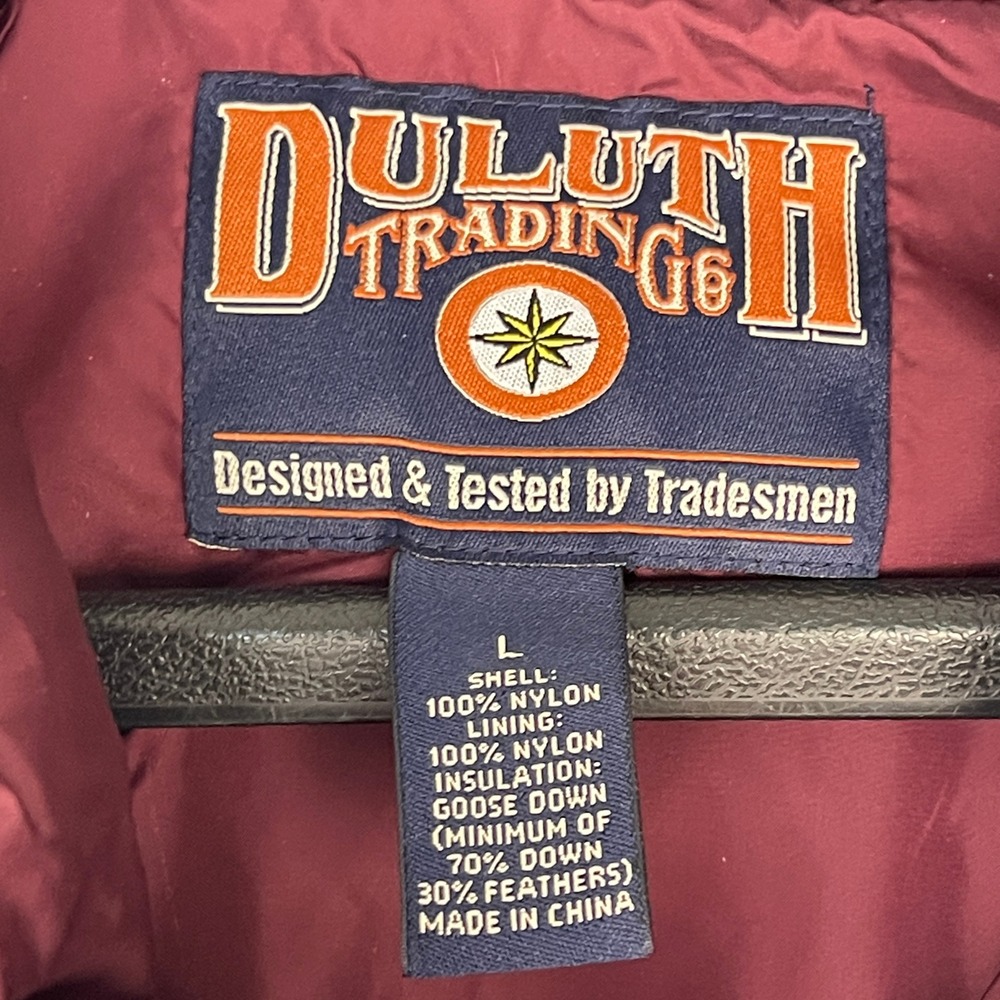 DULUTH
TRADING Co
Designed & Tested by Tradesmen
L
SHELL:
100% NYLON
LINING:
100% NYLON
INSULATION:
GOOSE DOWN
(MINIMUM OF
70% DOWN
30% FEATHERS)
MADE IN CHINA